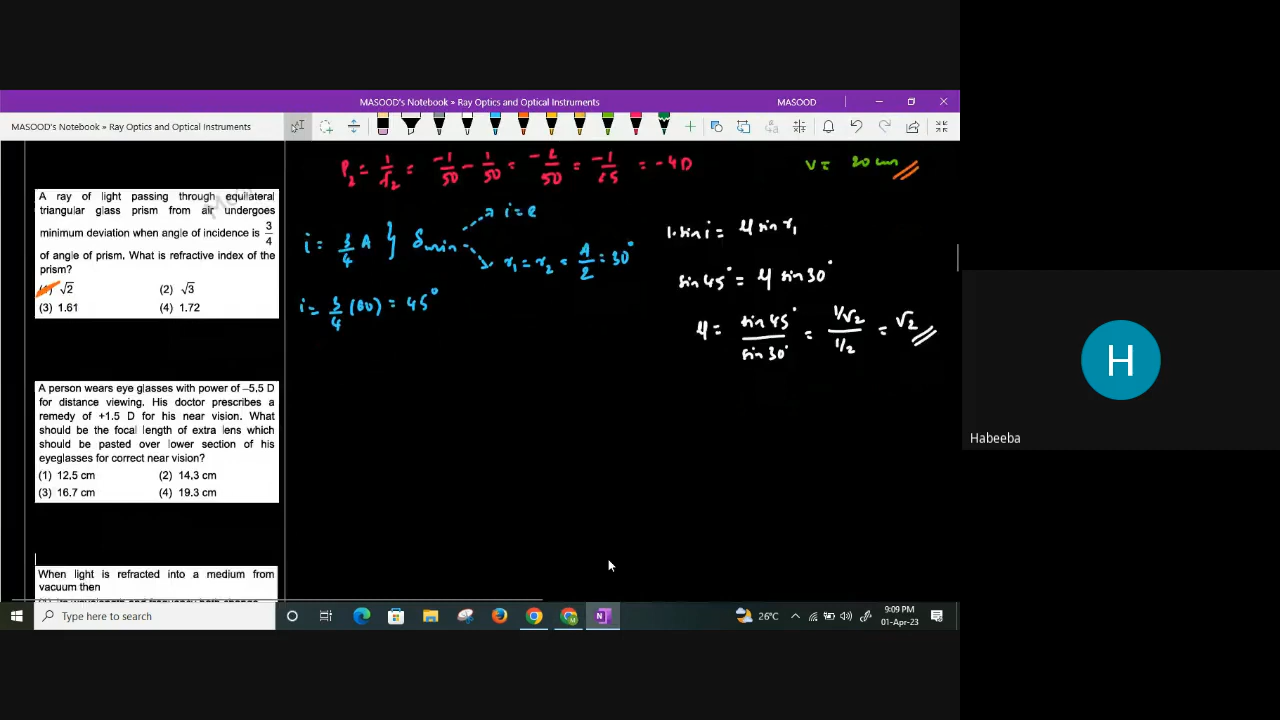 MASOOD's Notebook » Ray Optics and Optical Instruments
MASOOD
MASOOD's Notebook » Ray Optics and Optical Instruments
P₂ = 1/f₂ = -1/50 - 1/50 = -2/50 = -1/25 = -4D
v = 20 cm
A ray of light passing through equilateral
triangular glass prism from air undergoes
minimum deviation when angle of incidence is 3/4
of angle of prism. What is refractive index of the
prism?
(1) √2 (2) √3
(3) 1.61 (4) 1.72
i = 3/4 A } δmin
i = e
r₁ = r₂ = A/2 = 30°
i = 3/4 (60) = 45°
1. sin i = μ sin r₁
sin 45° = μ sin 30°
μ = sin 45°/sin 30° = 1/√2 / 1/2 = √2
A person wears eye glasses with power of –5.5 D
for distance viewing. His doctor prescribes a
remedy of +1.5 D for his near vision. What
should be the focal length of extra lens which
should be pasted over lower section of his
eyeglasses for correct near vision?
(1) 12.5 cm (2) 14.3 cm
(3) 16.7 cm (4) 19.3 cm
When light is refracted into a medium from
vacuum then
H
Habeeba
Type here to search
26°C
9:09 PM
01-Apr-23